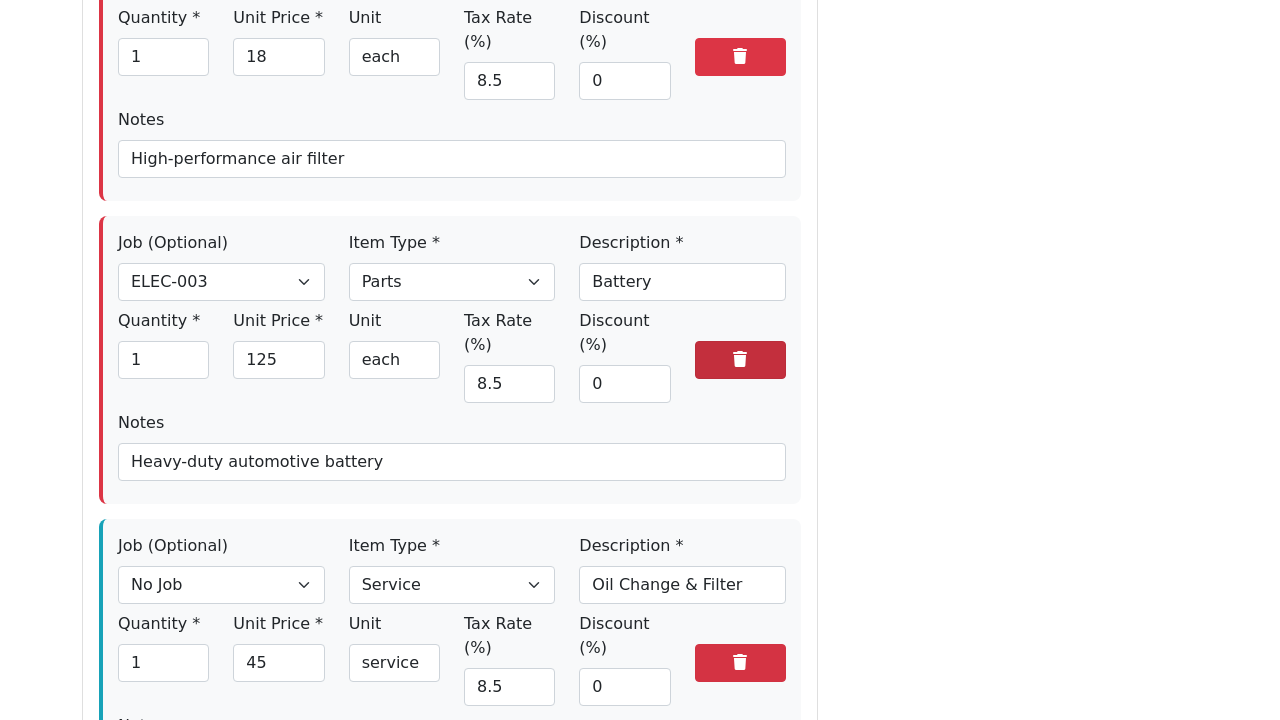 Quantity * Unit Price * Unit Tax Rate (%) Discount (%)
1 18 each 8.5 0
Notes
High-performance air filter
Job (Optional) Item Type * Description *
ELEC-003 Parts Battery
Quantity * Unit Price * Unit Tax Rate (%) Discount (%)
1 125 each 8.5 0
Notes
Heavy-duty automotive battery
Job (Optional) Item Type * Description *
No Job Service Oil Change & Filter
Quantity * Unit Price * Unit Tax Rate (%) Discount (%)
1 45 service 8.5 0